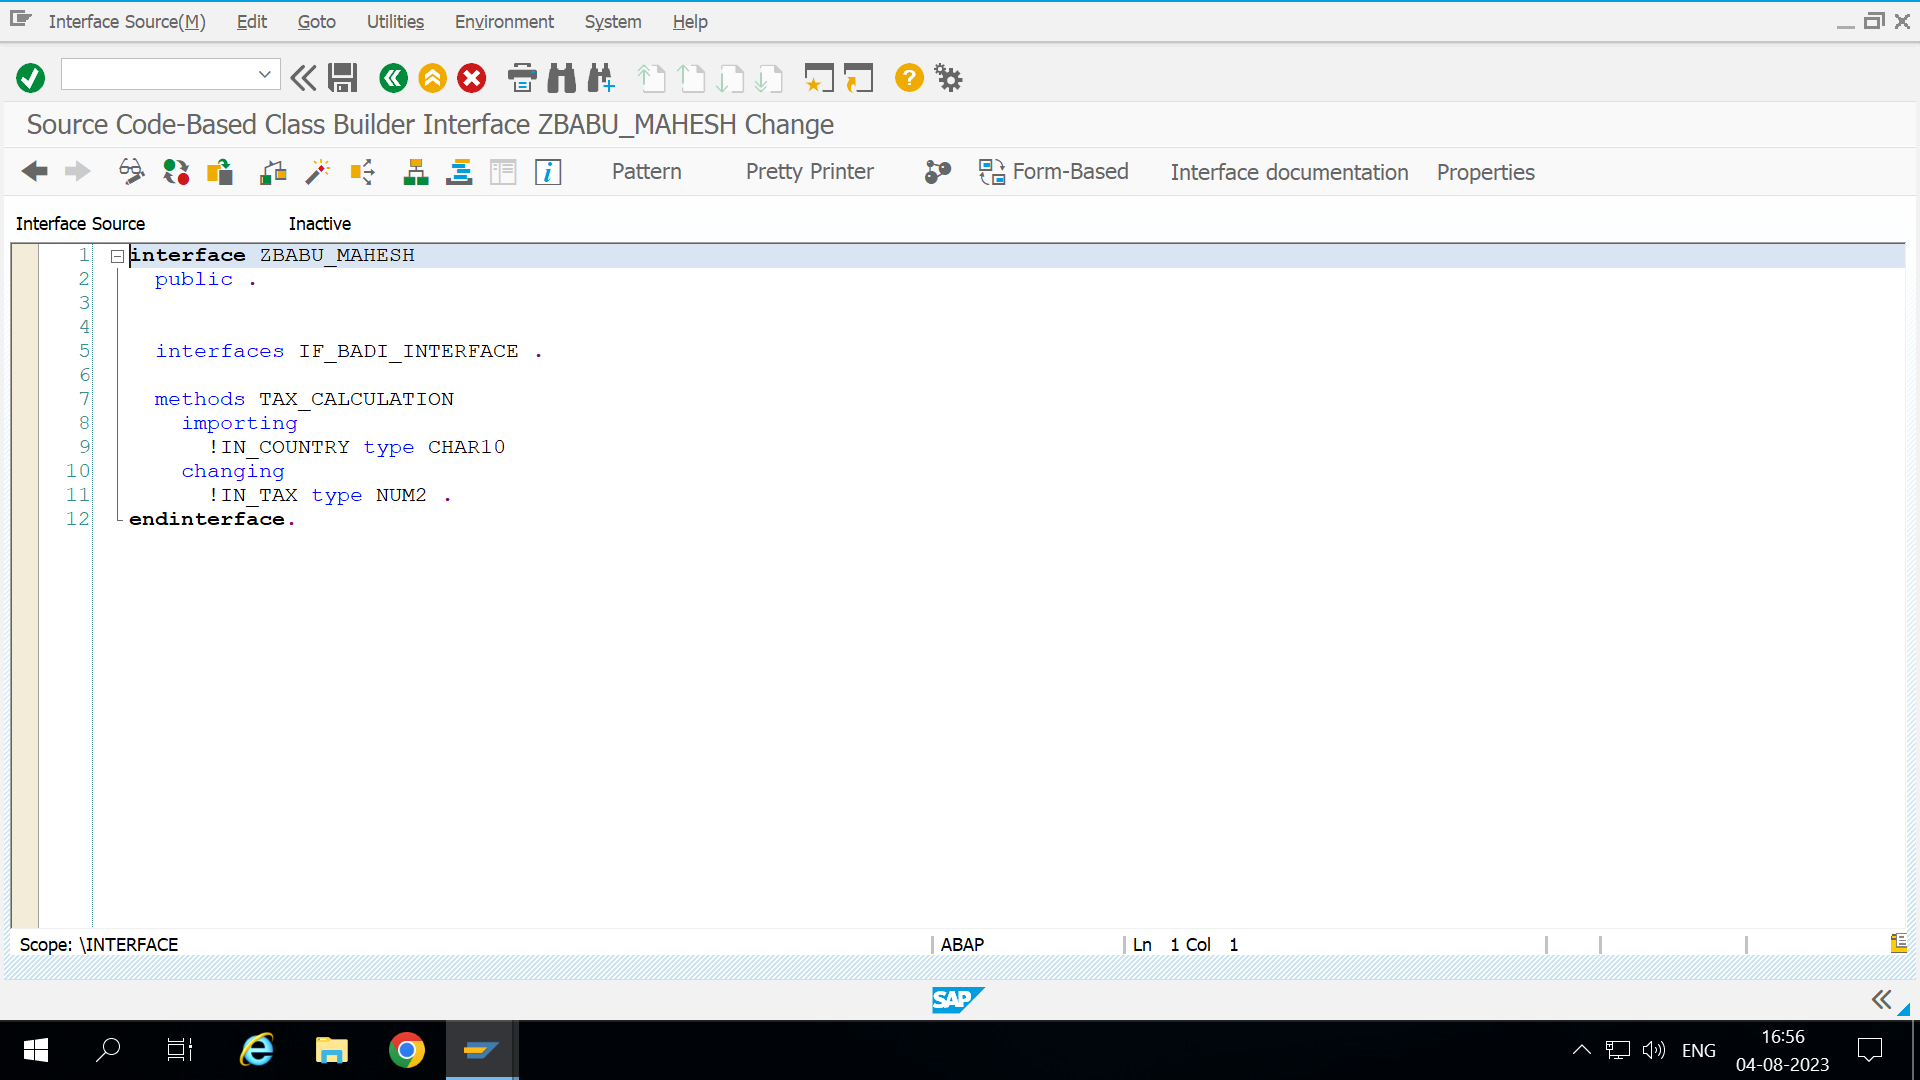 Interface Source(M) Edit Goto Utilities Environment System Help
Source Code-Based Class Builder Interface ZBABU_MAHESH Change
Pattern Pretty Printer Form-Based Interface documentation Properties
Interface Source Inactive
1 interface ZBABU_MAHESH
2 public .
3
4
5 interfaces IF_BADI_INTERFACE .
6
7 methods TAX_CALCULATION
8 importing
9 !IN_COUNTRY type CHAR10
10 changing
11 !IN_TAX type NUM2 .
12 endinterface.
Scope: \INTERFACE ABAP Ln 1 Col 1
SAP
ENG
16:56
04-08-2023